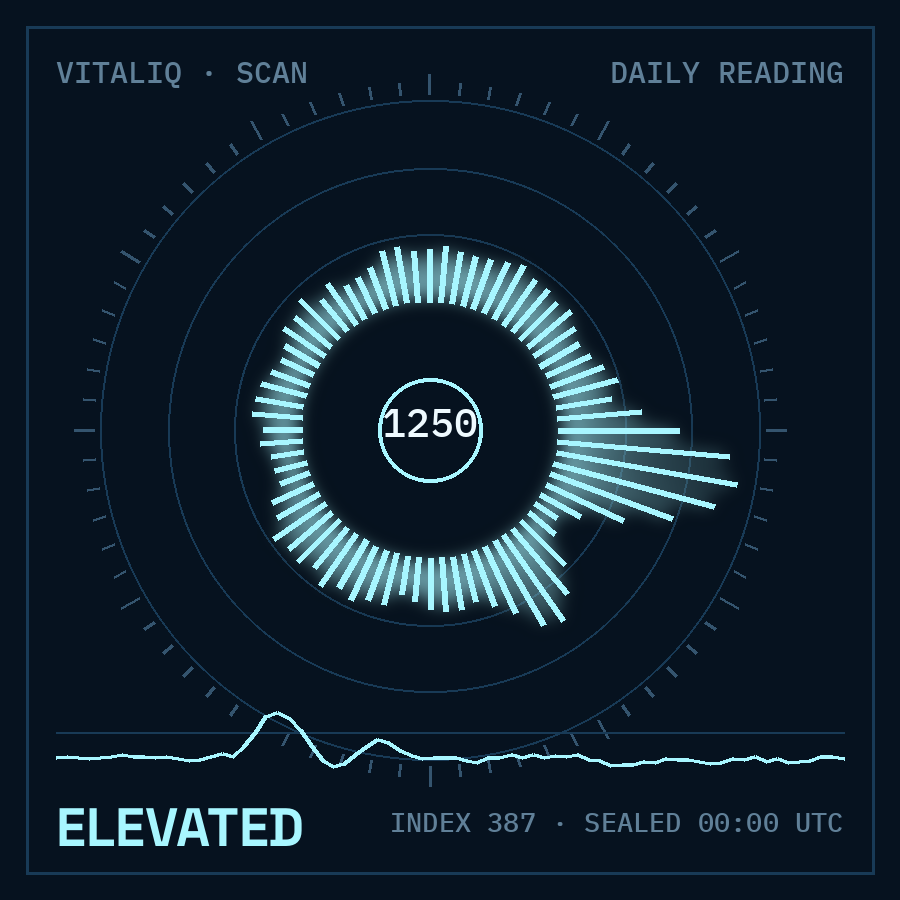 VITALIQ · SCAN
DAILY READING
1250
ELEVATED
INDEX 387 · SEALED 00:00 UTC